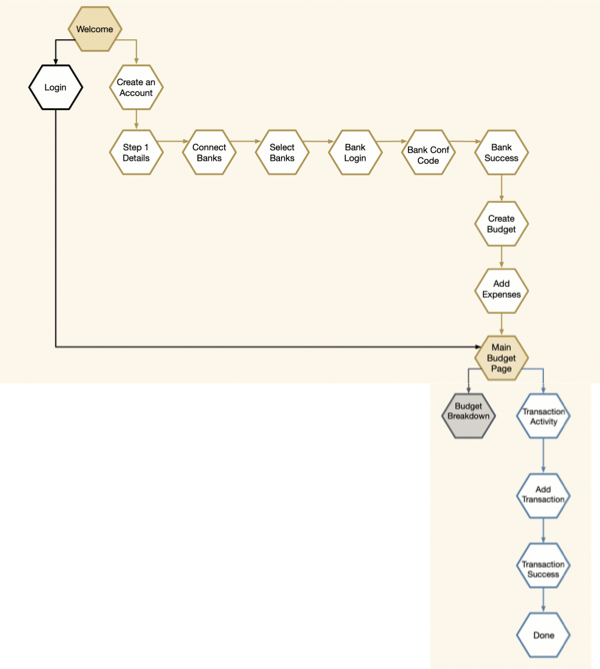 Welcome
Login
Create an
Account
Step 1
Details
Connect
Banks
Select
Banks
Bank
Login
Bank Conf
Code
Bank
Success
Create
Budget
Add
Expenses
Main
Budget
Page
Budget
Breakdown
Transaction
Activity
Add
Transaction
Transaction
Success
Done